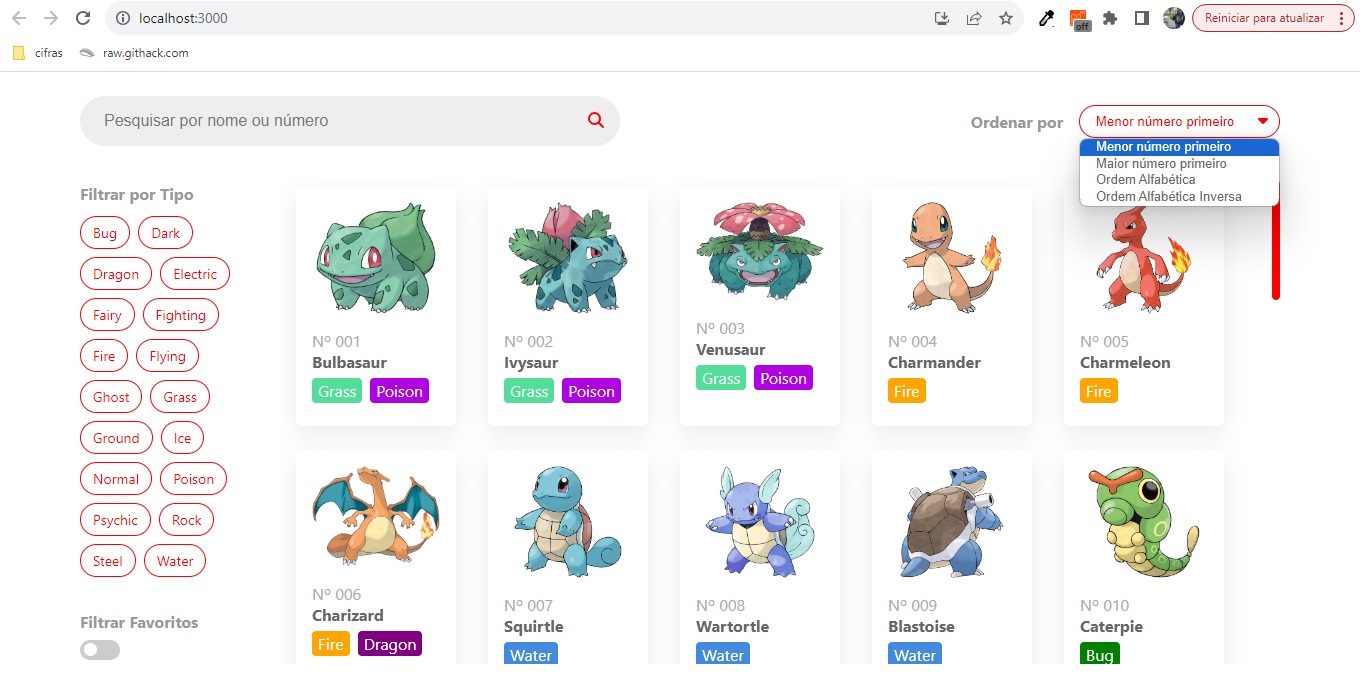 localhost:3000
off
Reiniciar para atualizar
cifras
raw.githack.com
Pesquisar por nome ou número
Ordenar por
Menor número primeiro
Menor número primeiro
Maior número primeiro
Ordem Alfabética
Ordem Alfabética Inversa
Filtrar por Tipo
Bug Dark
Dragon Electric
Fairy Fighting
Fire Flying
Ghost Grass
Ground Ice
Normal Poison
Psychic Rock
Steel Water
Filtrar Favoritos
Nº 001
Bulbasaur
Grass Poison
Nº 002
Ivysaur
Grass Poison
Nº 003
Venusaur
Grass Poison
Nº 004
Charmander
Fire
Nº 005
Charmeleon
Fire
Nº 006
Charizard
Fire Dragon
Nº 007
Squirtle
Water
Nº 008
Wartortle
Water
Nº 009
Blastoise
Water
Nº 010
Caterpie
Bug